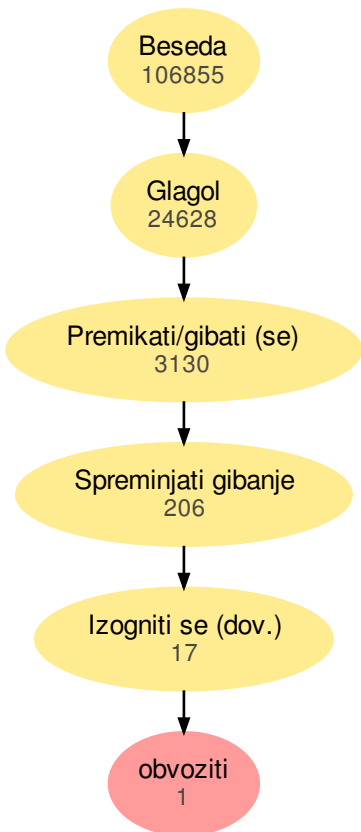 Beseda
106855
Glagol
24628
Premikati/gibati (se)
3130
Spreminjati gibanje
206
Izogniti se (dov.)
17
obvoziti
1